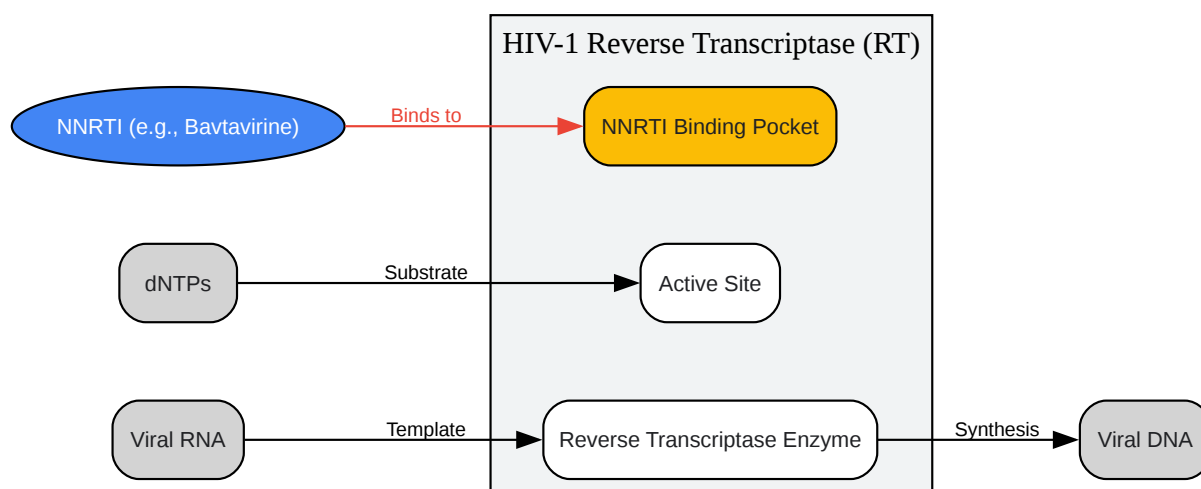 HIV-1 Reverse Transcriptase (RT)
NNRTI (e.g., Bavtavirine)
Binds to
NNRTI Binding Pocket
dNTPs
Substrate
Active Site
Viral RNA
Template
Reverse Transcriptase Enzyme
Synthesis
Viral DNA